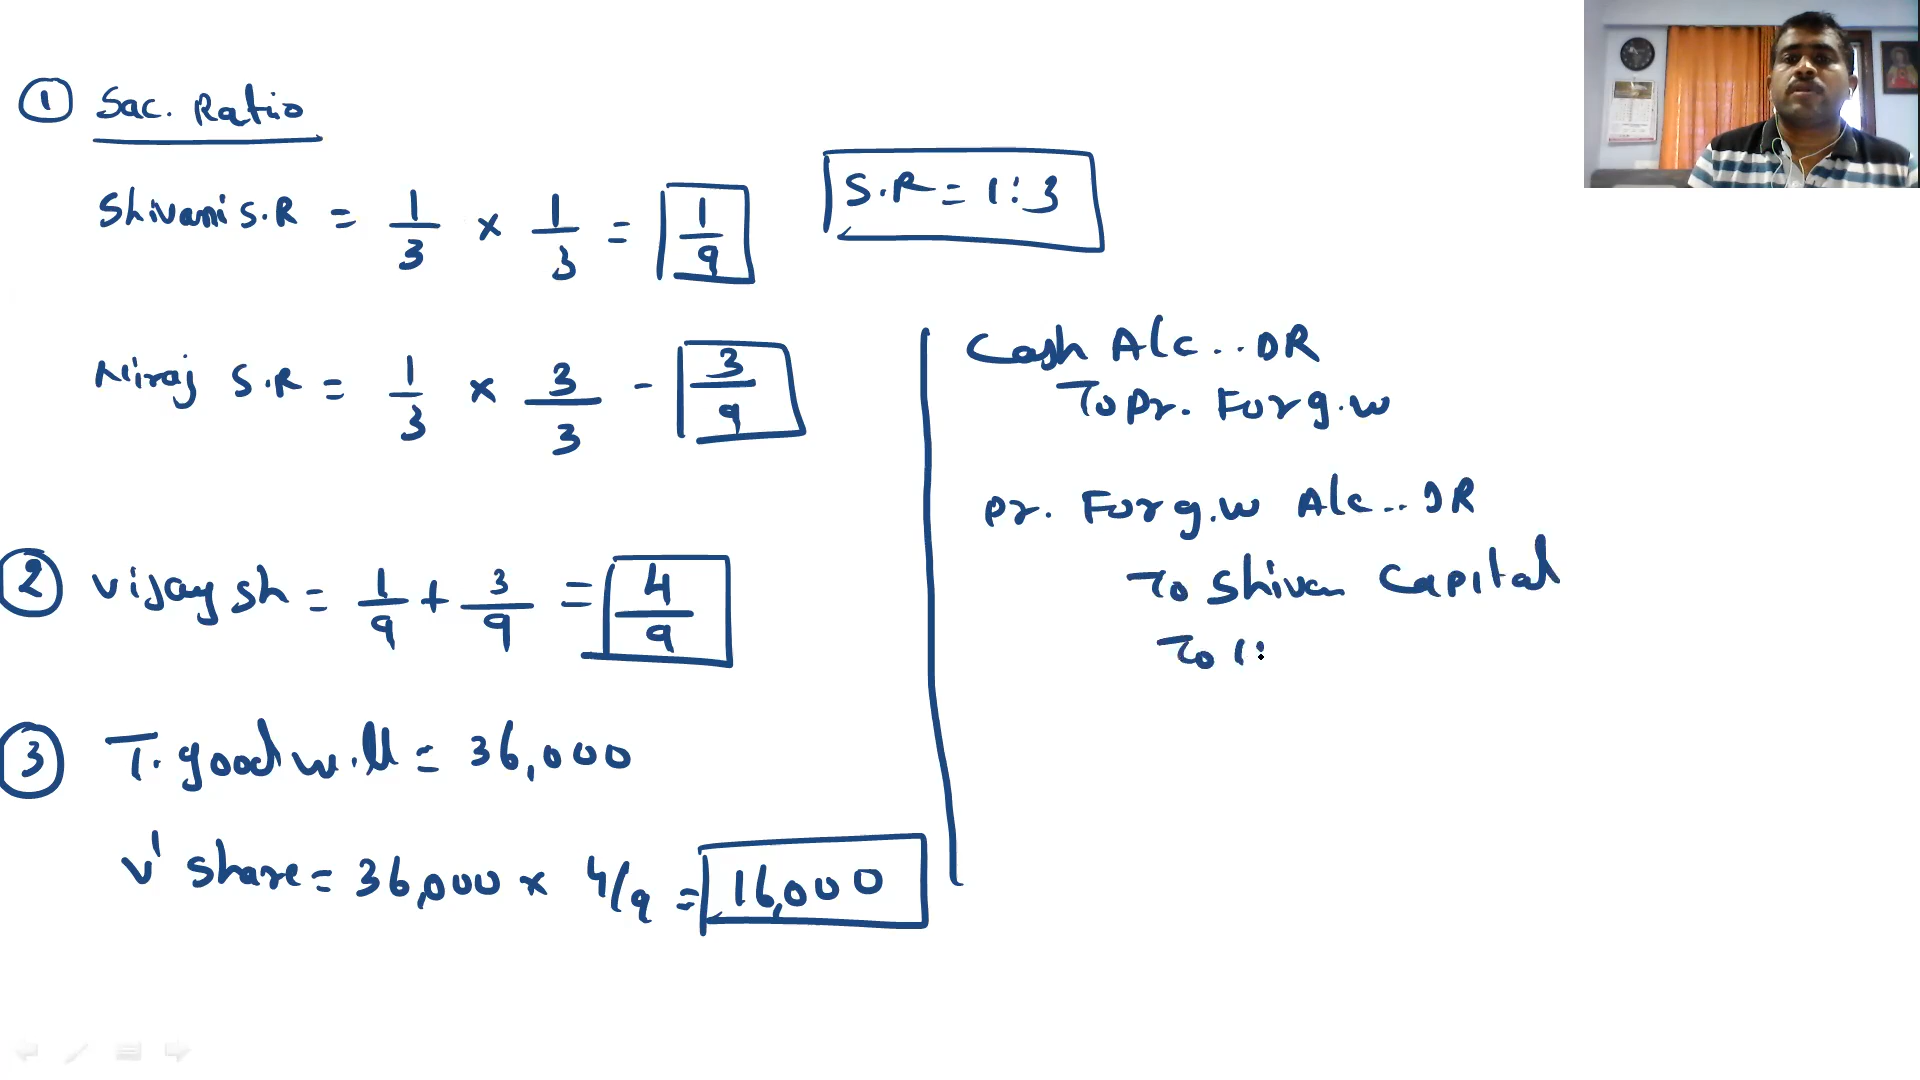 ① Sac. Ratio
Shivani S.R = 1/3 × 1/3 = 1/9
S.R = 1:3
Niraj S.R = 1/3 × 3/3 - 3/9
② Vijay sh = 1/9 + 3/9 = 4/9
③ T. goodwill = 36,000
V' share = 36,000 × 4/9 = 16,000
Cash A/c .. DR
To Pr. For g.w
Pr. For g.w A/c .. DR
To Shivan Capital
To